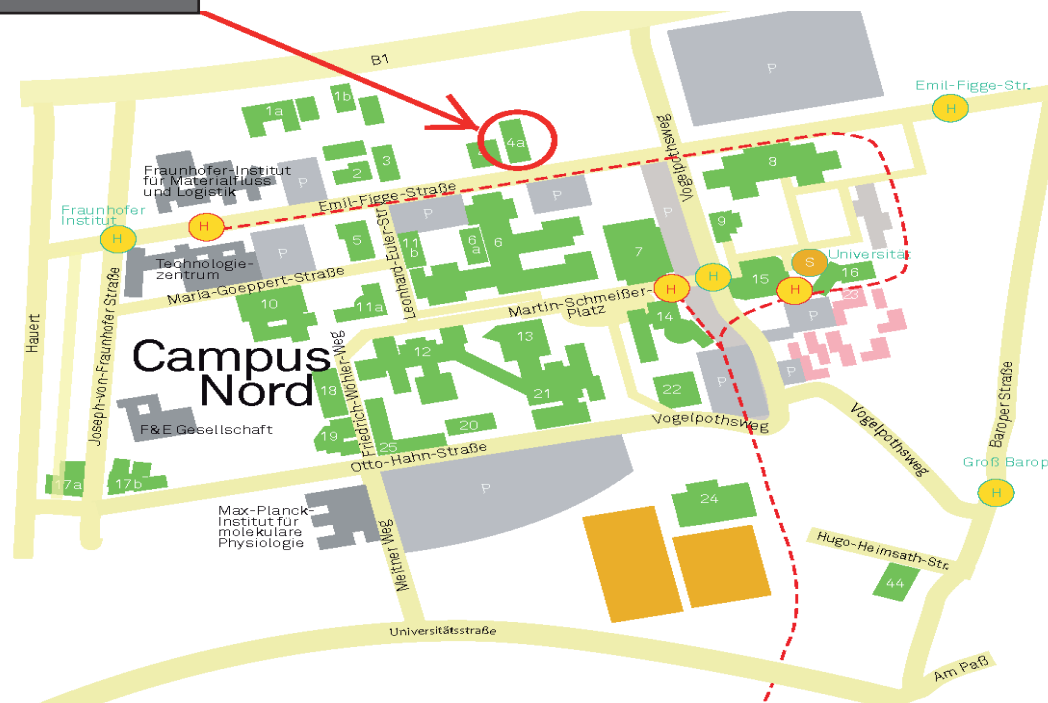 B1
P
Emil-Figge-Str.
1b
1a
4a
8
3
2
Fraunhofer-Institut
für Materialfluss
und Logistik
P
Emil-Figge-Straße
Vogelpothsweg
P
P
P
Fraunhofer
Institut
H
H
H
9
5
11
b
6
a
6
7
Technologie-
zentrum
P
Leonhard-Euler-Str.
S
Universität
15
16
H
H
H
23
Maria-Goeppert-Straße
10
11a
Martin-Schmeißer-
Platz
14
P
Hauert
Joseph-von-Fraunhofer Straße
Campus
Nord
Friedrich-Wöhler-Weg
12
13
P
P
18
21
22
Baroper Straße
F&E Gesellschaft
19
20
25
Vogelpothsweg
Vogelpothsweg
Otto-Hahn-Straße
Groß Barop
H
17a
17b
P
24
Max-Planck-
Institut für
molekulare
Physiologie
Meitner Weg
Hugo-Heimsath-Str.
44
Universitätsstraße
Am Paß